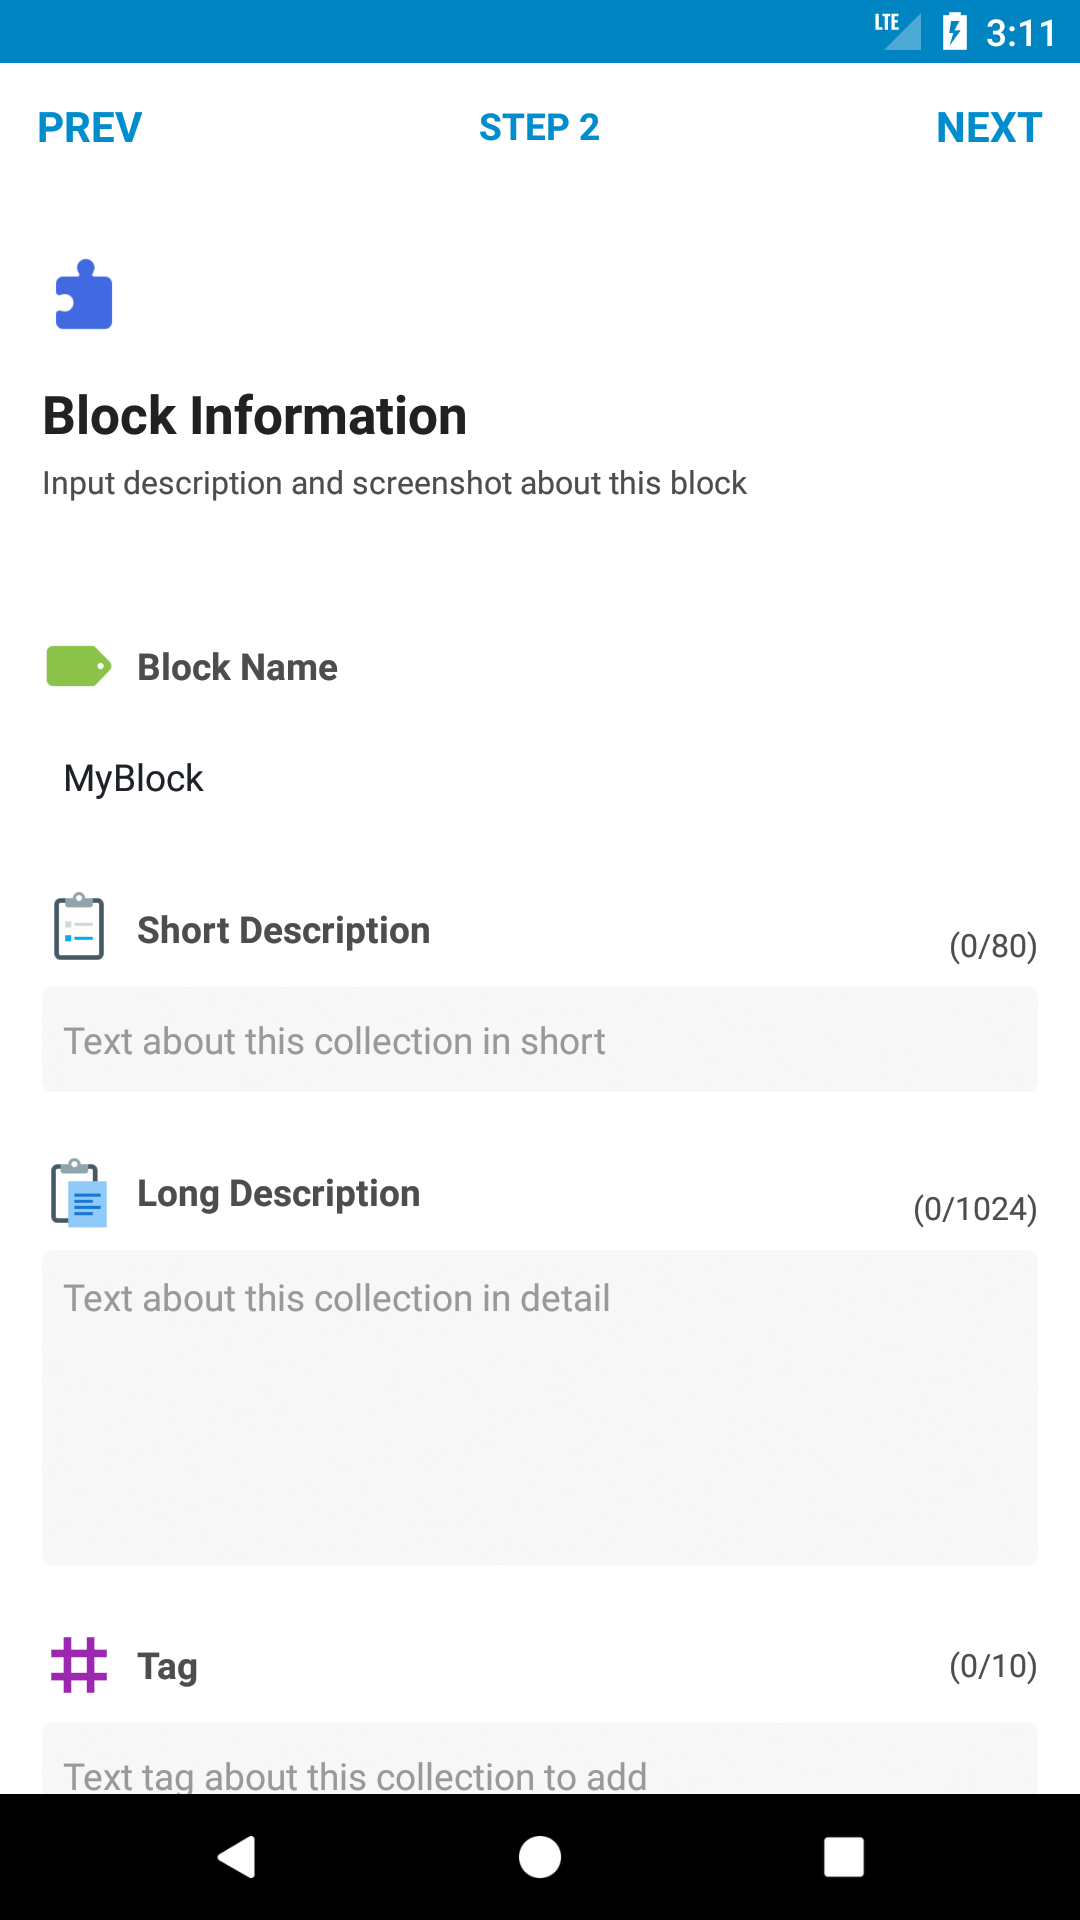 LTE 3:11
PREV STEP 2 NEXT
Block Information
Input description and screenshot about this block
Block Name
MyBlock
Short Description (0/80)
Text about this collection in short
Long Description (0/1024)
Text about this collection in detail
Tag (0/10)
Text tag about this collection to add